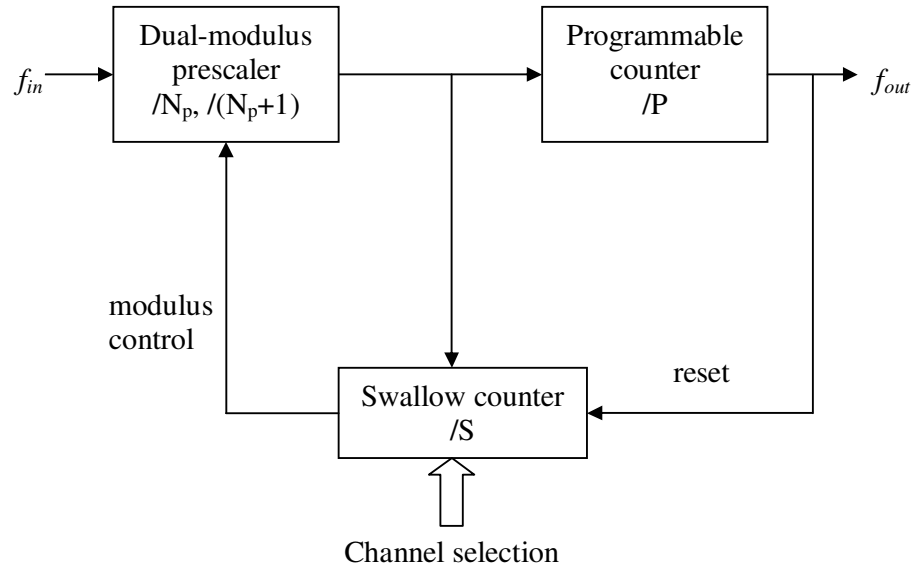 Dual-modulus
prescaler
/Np, /(Np+1)
Programmable
counter
/P
fin
fout
modulus
control
reset
Swallow counter
/S
Channel selection